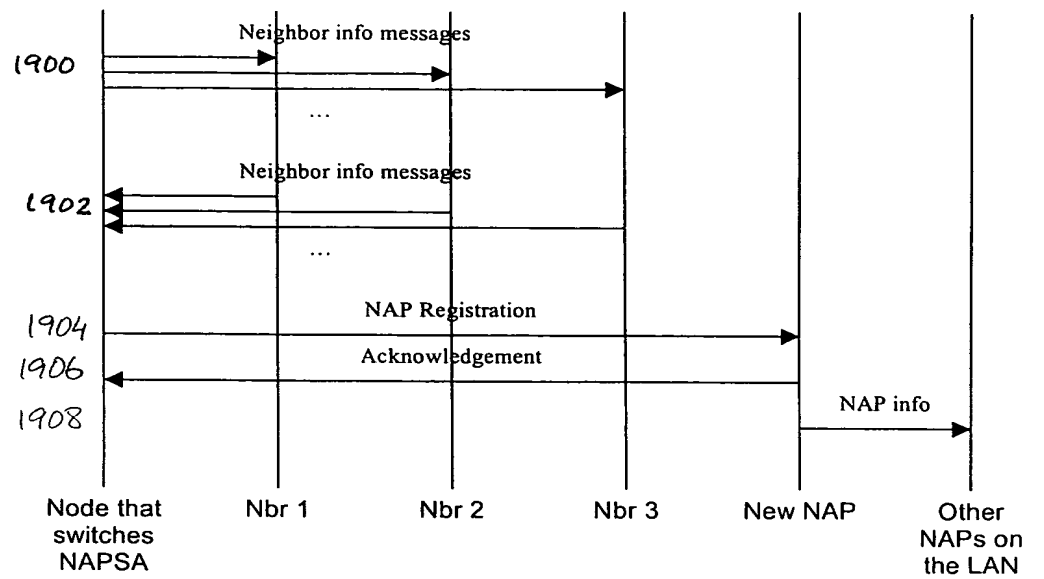 Neighbor info messages
1900
...
Neighbor info messages
1902
...
NAP Registration
1904
Acknowledgement
1906
NAP info
1908
Node that
switches
NAPSA
Nbr 1
Nbr 2
Nbr 3
New NAP
Other
NAPs on
the LAN